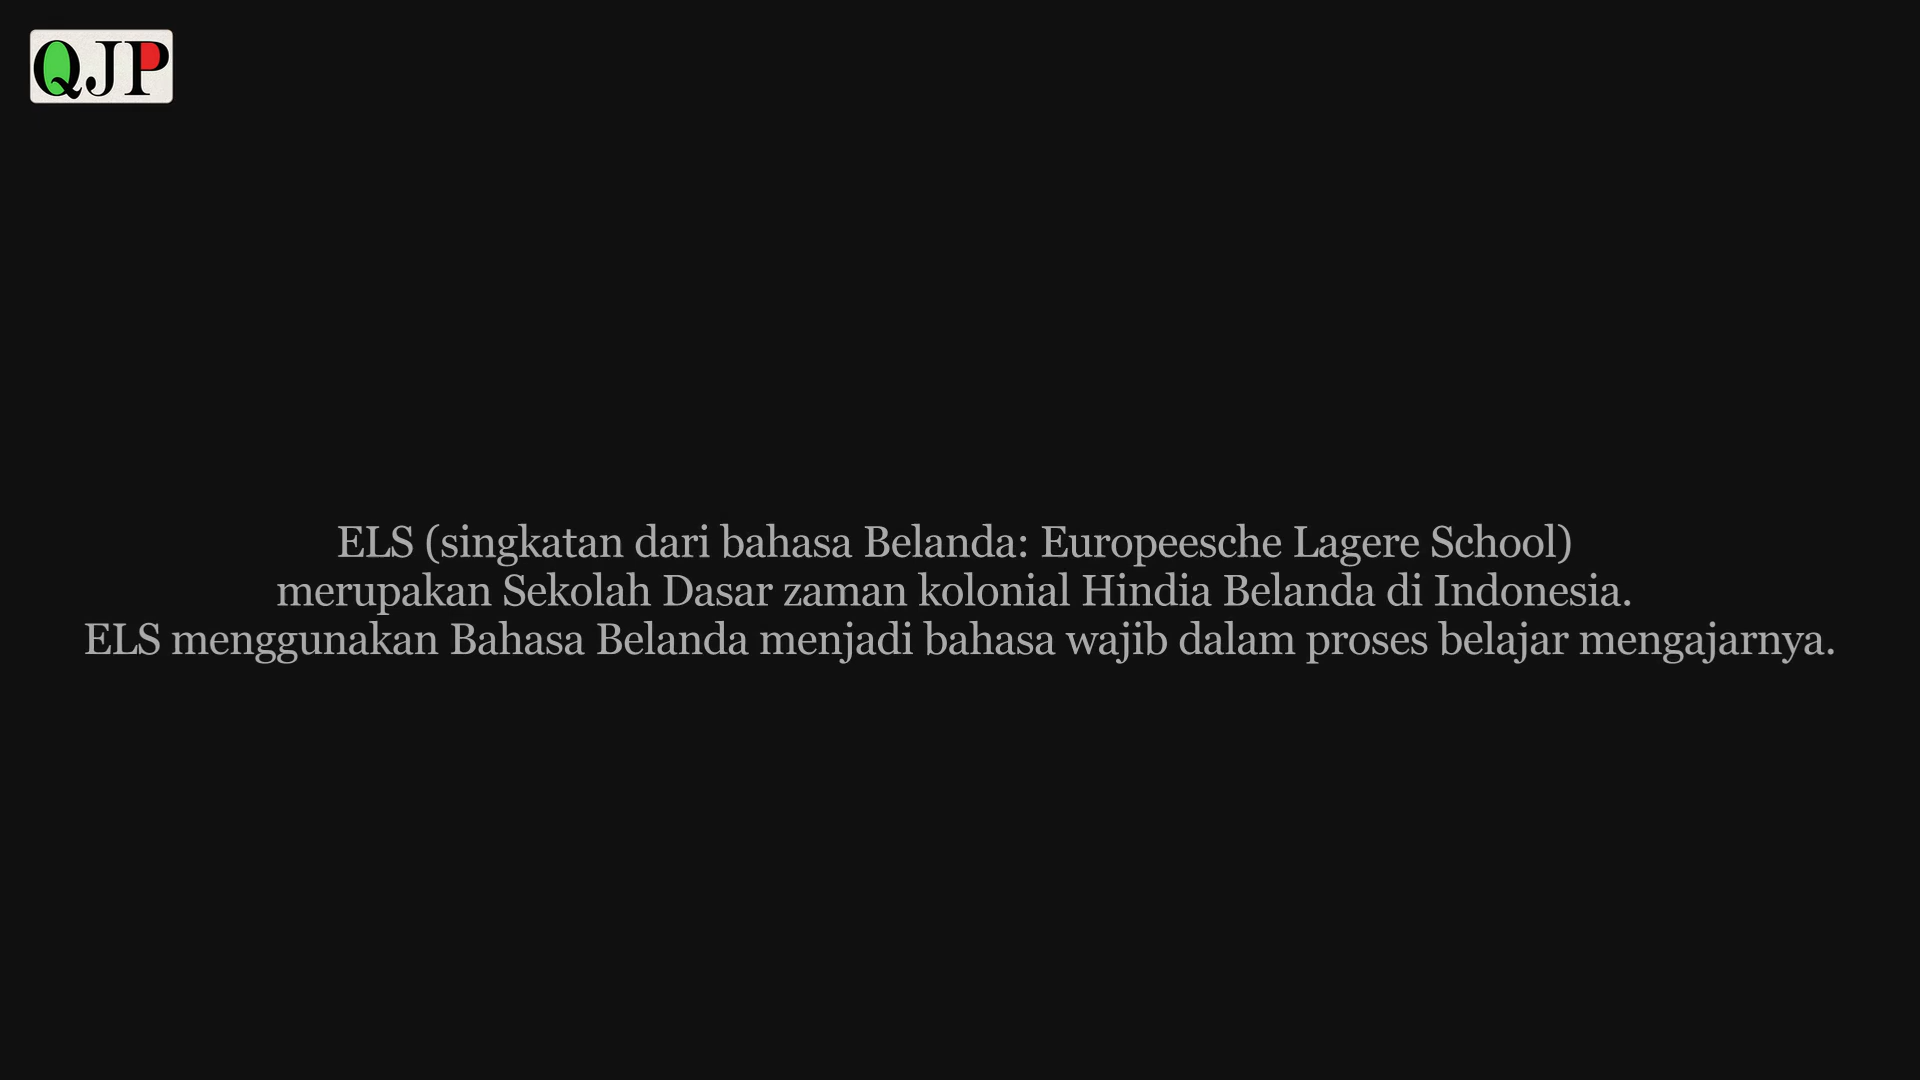 QJP
ELS (singkatan dari bahasa Belanda: Europeesche Lagere School)
merupakan Sekolah Dasar zaman kolonial Hindia Belanda di Indonesia.
ELS menggunakan Bahasa Belanda menjadi bahasa wajib dalam proses belajar mengajarnya.